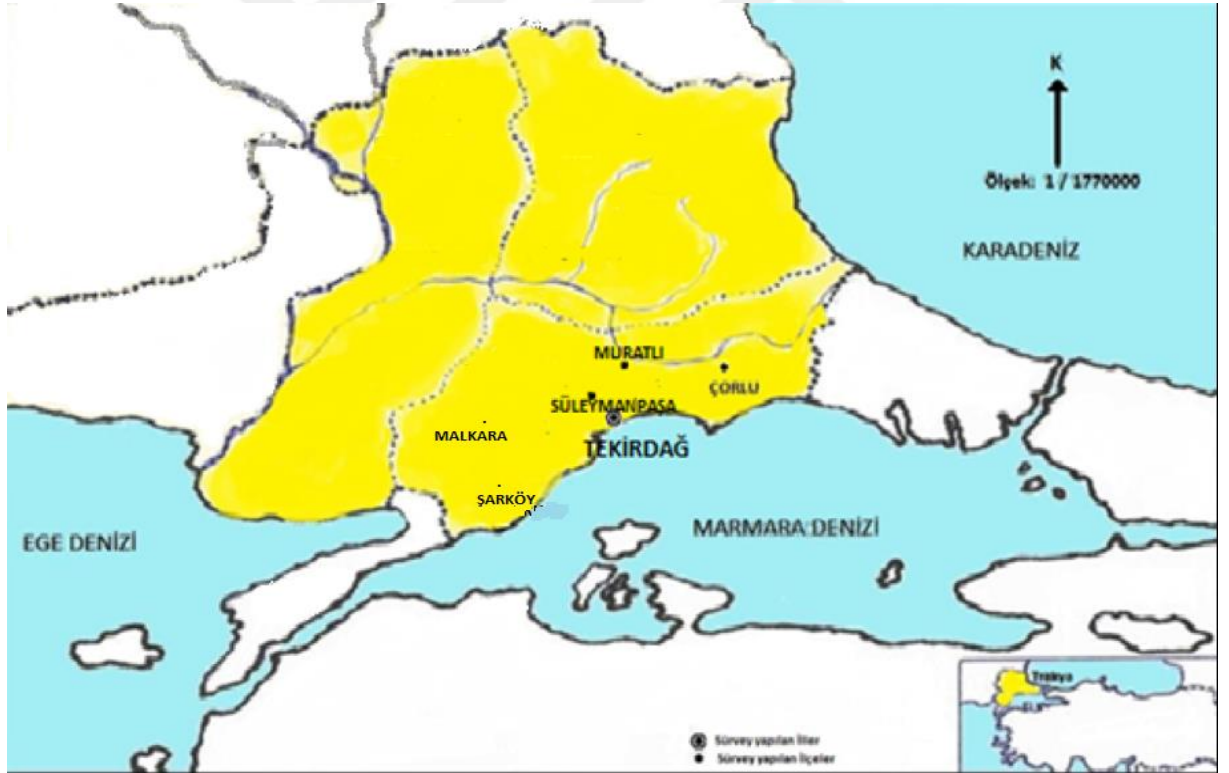 K
Ölçek: 1 / 1770000
KARADENİZ
MURATLI
ÇORLU
SÜLEYMANPAŞA
MALKARA
TEKİRDAĞ
ŞARKÖY
MARMARA DENİZİ
EGE DENİZİ
Trakya
Sürvey yapılan İller
Sürvey yapılan İlçeler